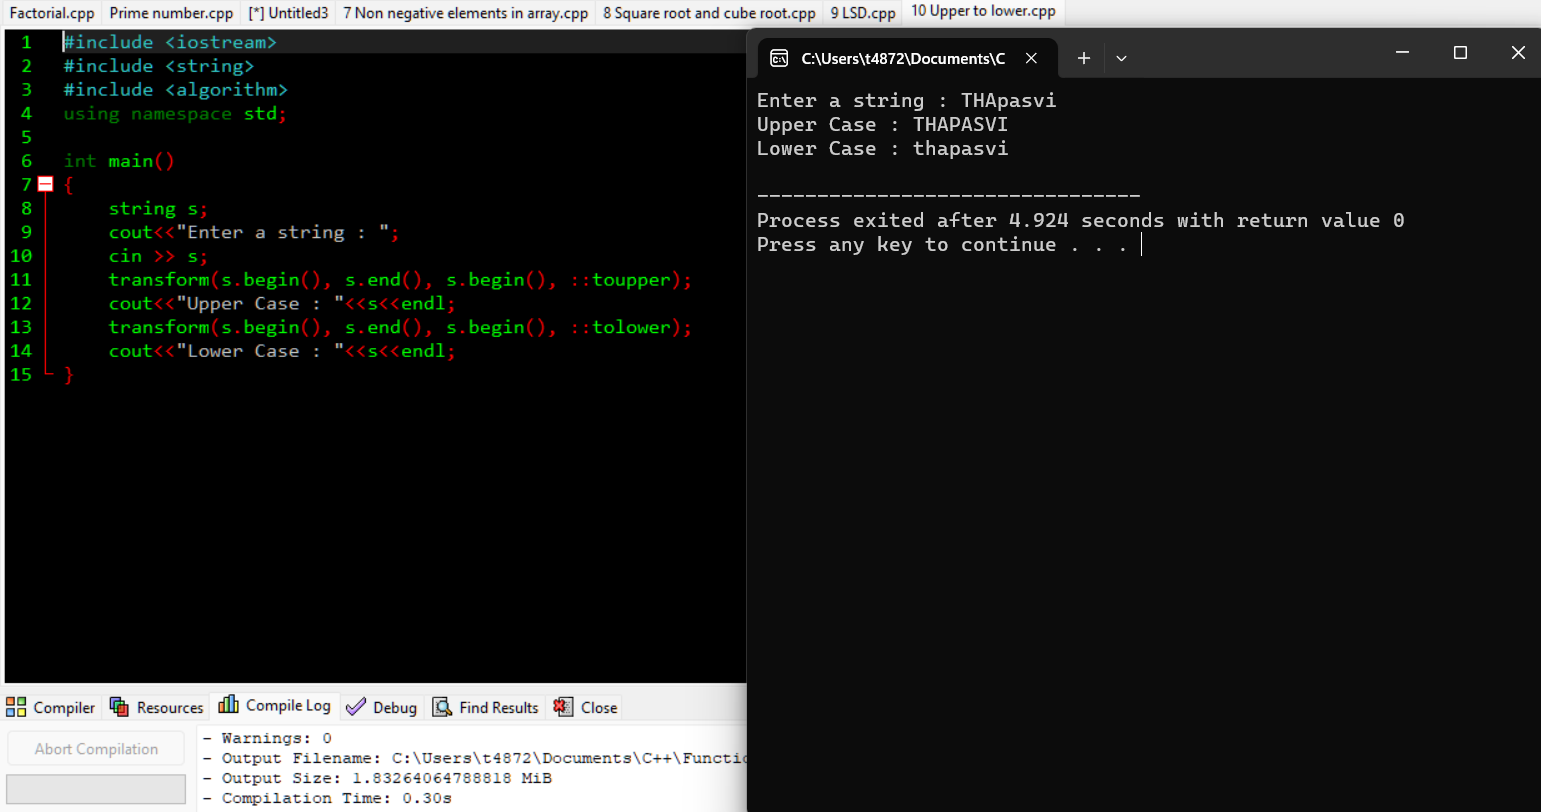 Factorial.cpp Prime number.cpp [*] Untitled3 7 Non negative elements in array.cpp 8 Square root and cube root.cpp 9 LSD.cpp 10 Upper to lower.cpp
1 #include <iostream>
2 #include <string>
3 #include <algorithm>
4 using namespace std;
5
6 int main()
7 {
8 string s;
9 cout<<"Enter a string : ";
10 cin >> s;
11 transform(s.begin(), s.end(), s.begin(), ::toupper);
12 cout<<"Upper Case : "<<s<<endl;
13 transform(s.begin(), s.end(), s.begin(), ::tolower);
14 cout<<"Lower Case : "<<s<<endl;
15 }
C:\Users\t4872\Documents\C
Enter a string : THApasvi
Upper Case : THAPASVI
Lower Case : thapasvi
--------------------------------
Process exited after 4.924 seconds with return value 0
Press any key to continue . . .
Compiler Resources Compile Log Debug Find Results Close
Abort Compilation
- Warnings: 0
- Output Filename: C:\Users\t4872\Documents\C++\Functio
- Output Size: 1.83264064788818 MiB
- Compilation Time: 0.30s